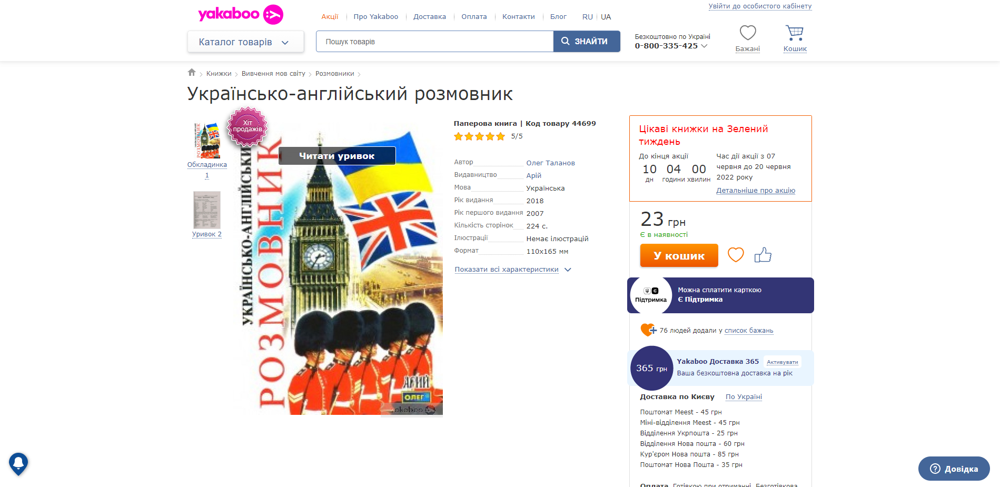 Увійти до особистого кабінету
yakaboo
Акції
Про Yakaboo
Доставка
Оплата
Контакти
Блог
RU
UA
Каталог товарів
Пошук товарів
ЗНАЙТИ
Безкоштовно по Україні
0-800-335-425
Бажані
Кошик
Книжки
Вивчення мов світу
Розмовники
Українсько-англійський розмовник
Хіт
продажів
Обкладинка
1
Уривок 2
УКРАЇНСЬКО-АНГЛІЙСЬКИЙ
РОЗМОВНИК
Читати уривок
АРИЙ
ОЛЕГ
yakaboo
Паперова книга | Код товару 44699
5/5
Автор Олег Таланов
Видавництво Арій
Мова Українська
Рік видання 2018
Рік першого видання 2007
Кількість сторінок 224 с.
Ілюстрації Немає ілюстрацій
Формат 110х165 мм
Показати всі характеристики
Цікаві книжки на Зелений
тиждень
До кінця акції
10 04 00
дн години хвилин
Час дії акції з 07
червня до 20 червня
2022 року
Детальніше про акцію
23 грн
Є в наявності
У кошик
Є
Підтримка
Можна сплатити карткою
Є Підтримка
76 людей додали у список бажань
365 грн
Yakaboo Доставка 365
Активувати
Ваша безкоштовна доставка на рік
Доставка по Києву
По Україні
Поштомат Meest - 45 грн
Міні-відділення Meest - 45 грн
Відділення Укрпошта - 25 грн
Відділення Нова пошта - 60 грн
Кур'єром Нова пошта - 85 грн
Поштомат Нова Пошта - 35 грн
Оплата Готівкою при отриманні, Безготівкова
Довідка